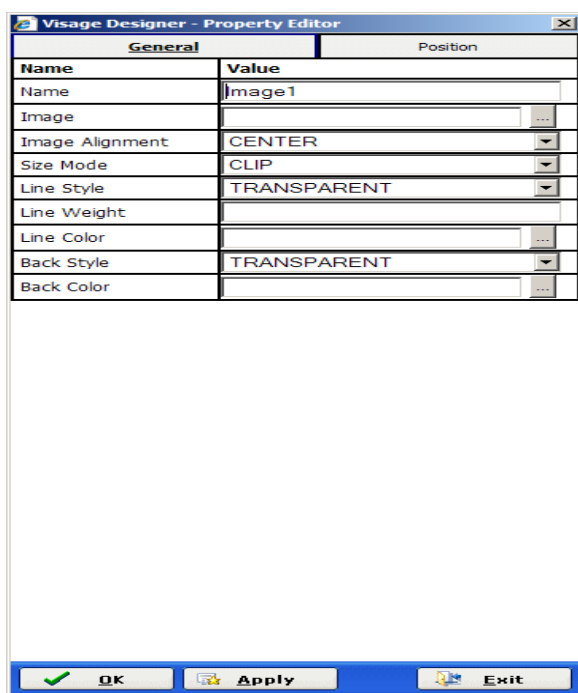 Visage Designer - Property Editor
General Position
Name Value
Name Image1
Image ...
Image Alignment CENTER
Size Mode CLIP
Line Style TRANSPARENT
Line Weight
Line Color ...
Back Style TRANSPARENT
Back Color ...
OK Apply Exit